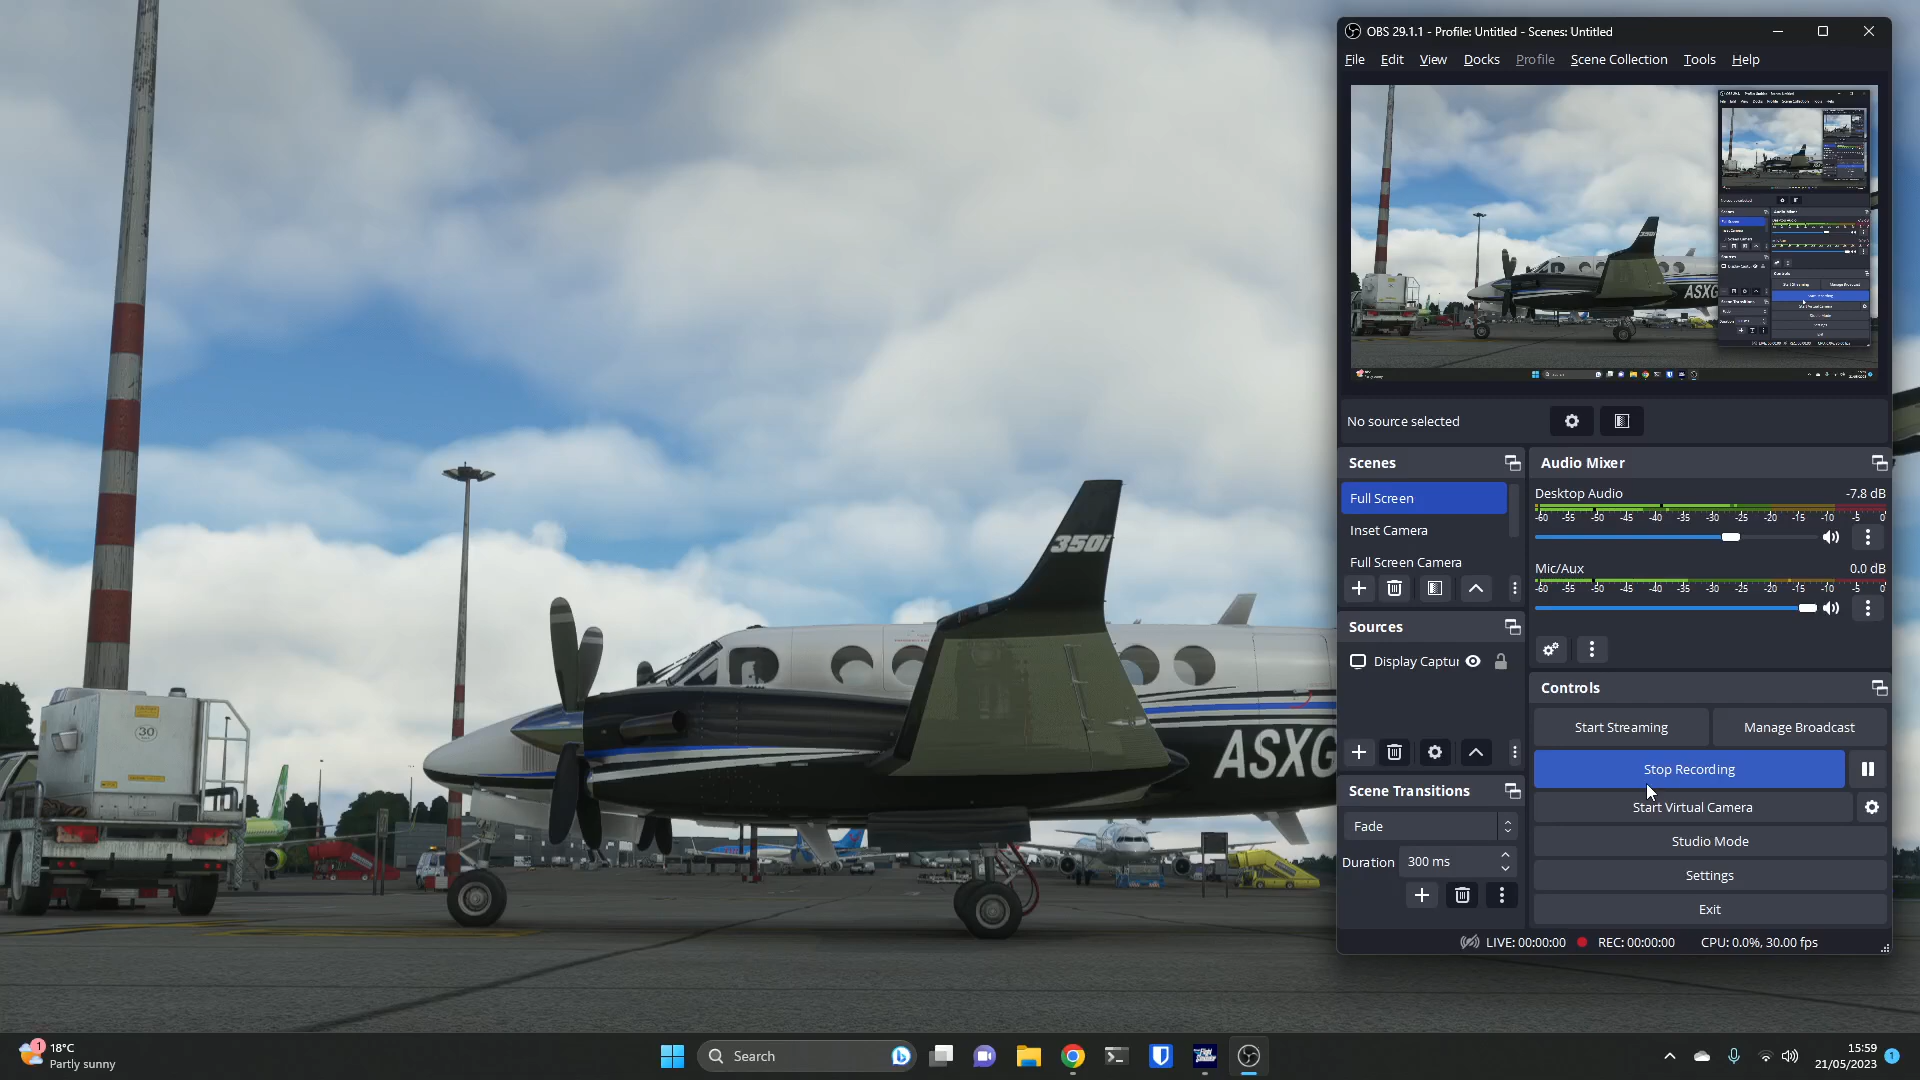 OBS 29.1.1 - Profile: Untitled - Scenes: Untitled
File Edit View Docks Profile Scene Collection Tools Help
No source selected
Scenes
Full Screen
Inset Camera
Full Screen Camera
Sources
Display Captur
Scene Transitions
Fade
Duration 300 ms
Audio Mixer
Desktop Audio -7.8 dB
-60 -55 -50 -45 -40 -35 -30 -25 -20 -15 -10 -5 0
Mic/Aux 0.0 dB
-60 -55 -50 -45 -40 -35 -30 -25 -20 -15 -10 -5 0
Controls
Start Streaming Manage Broadcast
Stop Recording
Start Virtual Camera
Studio Mode
Settings
Exit
LIVE: 00:00:00 REC: 00:00:00 CPU: 0.0%, 30.00 fps
350i
ASXG
30
1
18°C
Partly sunny
Search
15:59
21/05/2023
1